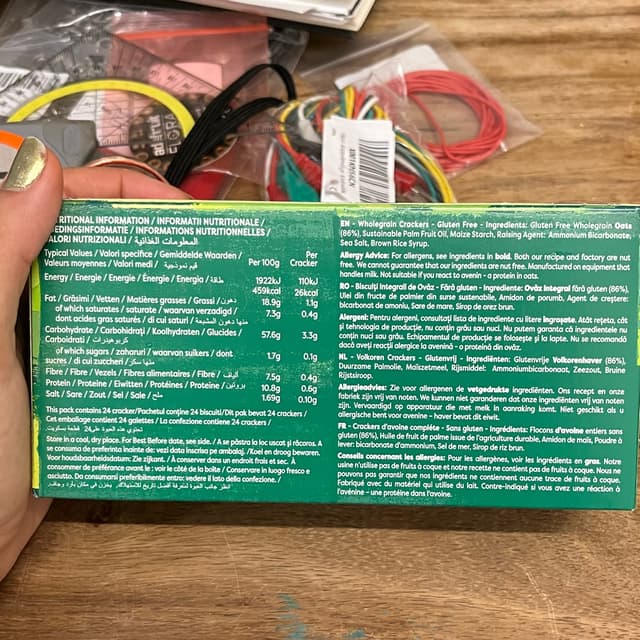 RITIONAL INFORMATION / INFORMATII NUTRITIONALE /
EDINGSINFORMATIE / INFORMATIONS NUTRITIONNELLES /
ALORI NUTRIZIONALI / المعلومات الغذائية
Typical Values / Valori specifice / Gemiddelde Waarden /
Valeurs moyennes / Valori medi / قيم نموذجية
Per 100g
Per Cracker
Energy / Energie / Énergie / Energie / Energia / طاقة 1922kJ 110kJ
459kcal 26kcal
Fat / Grăsimi / Vetten / Matières grasses / Grassi / دهون 18.9g 1.1g
of which saturates / saturate / waarvan verzadigd / 7.3g 0.4g
dont acides gras saturés / di cui saturi / منها دهون المشبعة
Carbohydrate / Carbohidrați / Koolhydraten / Glucides / 57.6g 3.3g
Carboidrati / كربوهيدرات
of which sugars / zaharuri / waarvan suikers / dont 1.7g 0.1g
sucres / di cui zuccheri / منها سكر
Fibre / Fibre / Vezels / Fibres alimentaires / Fibre / ألياف 7.5g 0.4g
Protein / Proteine / Eiwitten / Protéines / Proteine / بروتين 10.8g 0.6g
Salt / Sare / Zout / Sel / Sale / ملح 1.69g 0.10g
This pack contains 24 cracker/Pachetul conține 24 biscuiti/Dit pak bevat 24 crackers /
Cet emballage contient 24 galettes / La confezione contiene 24 crackers /
Store in a cool, dry place. For Best Before date, see side. / A se păstra la loc uscat și răcoros. A
se consuma de preferința inainte de: vezi data inscrisa pe ambalaj. /Koel en droog bewaren.
Voor houdbaarheidsdatum: Zie zijkant. / À conserver dans un endroit frais et sec. À
consommer de préférence avant le : voir le côté de la boîte / Conservare in luogo fresco e
asciutto. Da consumarsi preferibilmente entro: vedere il lato della confezione. /
EN - Wholegrain Crackers - Gluten Free - Ingredients: Gluten Free Wholegrain Oats
(86%), Sustainable Palm Fruit Oil, Maize Starch, Raising Agent: Ammonium Bicarbonate,
Sea Salt, Brown Rice Syrup.
Allergy Advice: For allergens, see ingredients in bold. Both our recipe and factory are nut
free. We cannot guarantee that our ingredients are nut free. Manufactured on equipment that
handles milk. Not suitable if you react to avenin - a protein in oats.
RO - Biscuiți Integrali de Ovăz - Fără gluten - Ingrediente: Ovăz integral fără gluten (86%),
Ulei din fructe de palmier din surse sustenabile, Amidon de porumb, Agent de creștere:
bicarbonat de amoniu, Sare de mare, Sirop de orez brun.
Alergeni: Pentru alergeni, consultați lista de ingrediente cu litere îngroșate. Atât rețeta, cât
și tehnologia de producție, nu conțin grâu sau nuci. Nu putem garanta că ingredientele nu
conțin nuci sau grâu. Echipamentul de producție se folosește și la lapte. Nu se recomandă
dacă aveți reacții alergice la avenină - o proteină din ovăz.
NL - Volkoren Crackers - Glutenvrij - Ingrediënten: Glutenvrije Volkorenhaver (86%),
Duurzame Palmolie, Maïszetmeel, Rijsmiddel: Ammoniumbicarbonaat, Zeezout, Bruine
Rijststroop.
Allergieadvies: Zie voor allergenen de vetgedrukte ingrediënten. Ons recept en onze
fabriek zijn vrij van noten. We kunnen niet garanderen dat onze ingrediënten vrij van noten
zijn. Vervaardigd op apparatuur die met melk in aanraking komt. Niet geschikt als u
allergische bent voor avenine - haver bevat dit eiwit.
FR - Crackers d'avoine complète - Sans gluten - Ingrédients: Flocons d'avoine entiers sans
gluten (86%), Huile de fruit de palme issue de l'agriculture durable, Amidon de maïs, Poudre à
lever: bicarbonate d'ammonium, Sel de mer, Sirop de riz brun.
Conseils concernant les allergènes: Pour les allergènes, voir les ingrédients en gras. Notre
usine n'utilise pas de fruits à coque et notre recette ne contient pas de fruits à coque. Nous ne
pouvons pas garantir que nos ingrédients ne contiennent aucune trace de fruits à coque.
Fabriqué avec du matériel qui utilise du lait. Contre-indiqué si vous avez une réaction à
l'avénine - une protéine dans l'avoine.